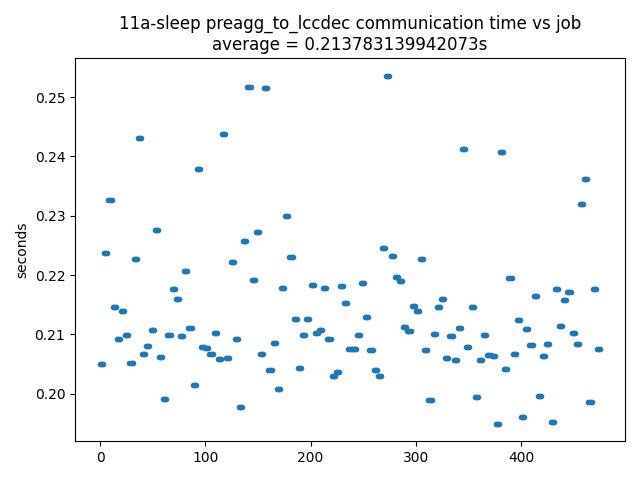 11a-sleep preagg_to_lccdec communication time vs job
average = 0.213783139942073s
seconds
0.25
0.24
0.23
0.22
0.21
0.20
0 100 200 300 400